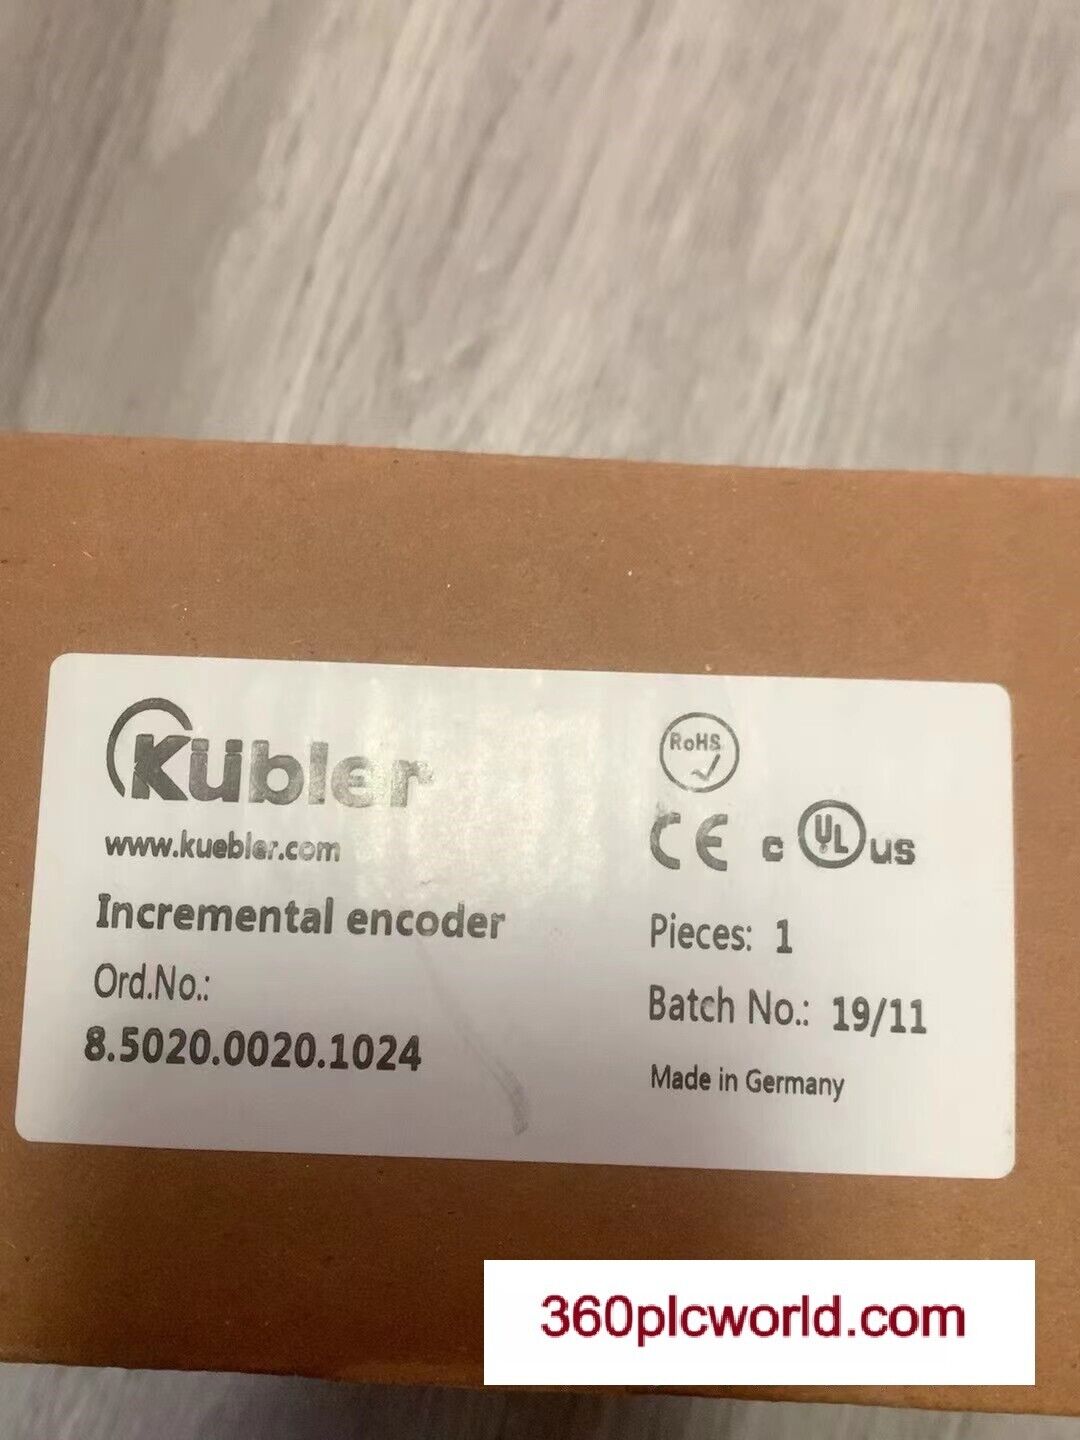 Kübler
www.kuebler.com
Incremental encoder
Ord.No.:
8.5020.0020.1024
RoHS
CE c UL us
Pieces: 1
Batch No.: 19/11
Made in Germany
360plcworld.com